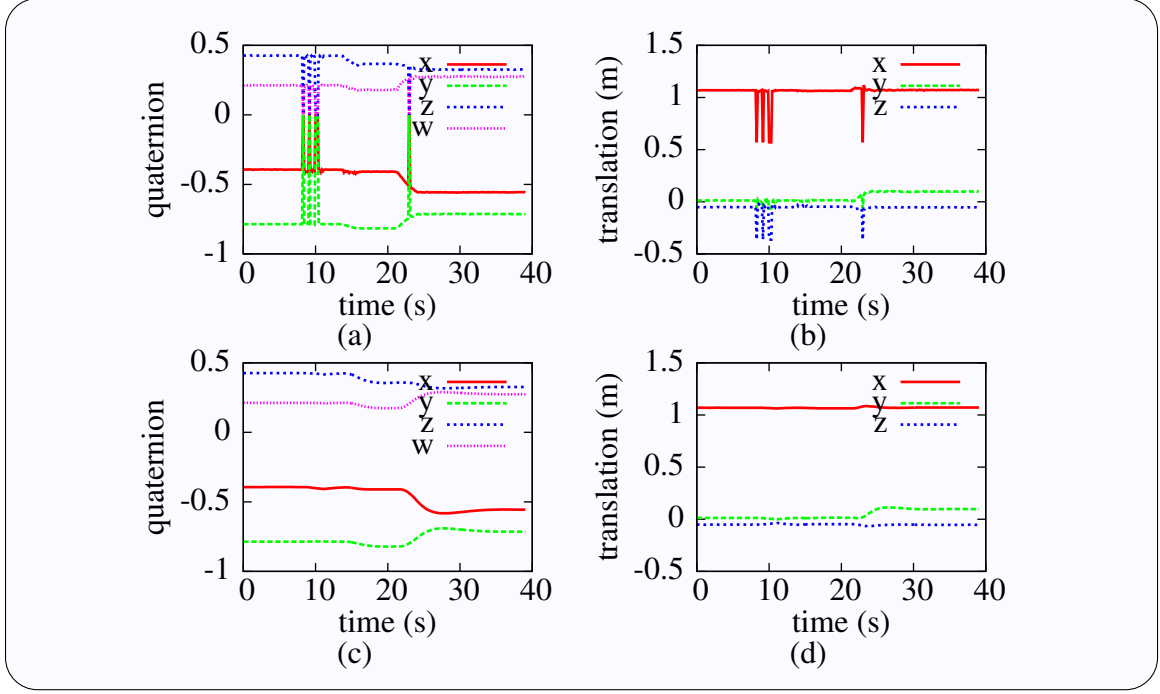 0.5
0
-0.5
-1
quaternion
0 10 20 30 40
time (s)
x
y
z
w
(a)
1.5
1
0.5
0
-0.5
translation (m)
0 10 20 30 40
time (s)
x
y
z
(b)
0.5
0
-0.5
-1
quaternion
0 10 20 30 40
time (s)
x
y
z
w
(c)
1.5
1
0.5
0
-0.5
translation (m)
0 10 20 30 40
time (s)
x
y
z
(d)